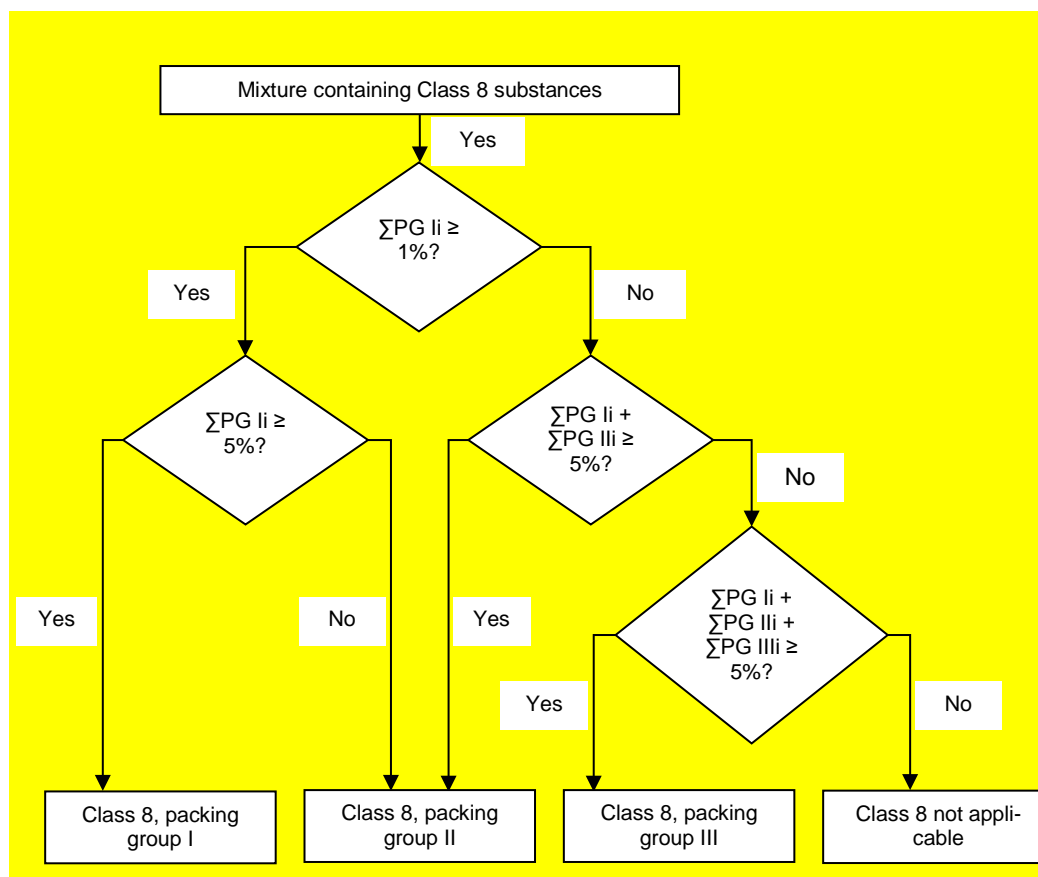 Mixture containing Class 8 substances
Yes
∑PG Ii ≥
1%?
Yes
No
∑PG Ii ≥
5%?
∑PG Ii +
∑PG IIi ≥
5%?
No
Yes
No
Yes
∑PG Ii +
∑PG IIi +
∑PG IIIi ≥
5%?
Yes
No
Class 8, packing
group I
Class 8, packing
group II
Class 8, packing
group III
Class 8 not appli-
cable